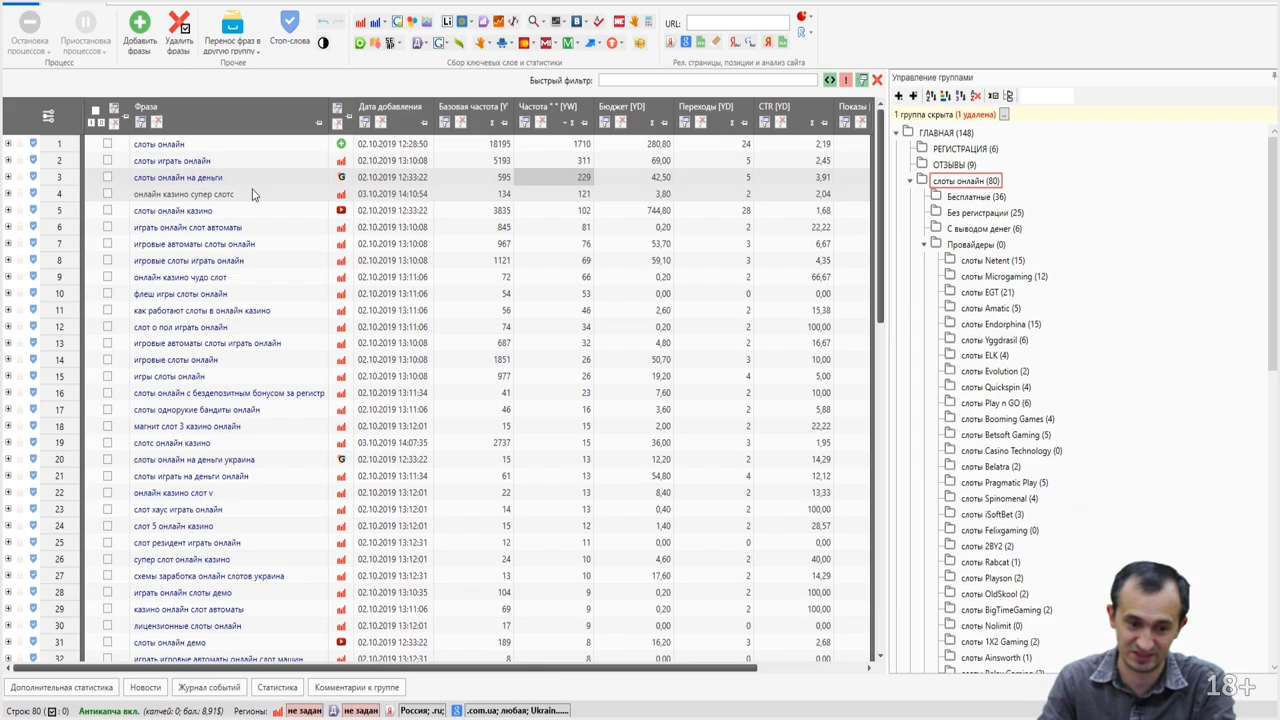 Остановка процессов
Приостановка процессов
Добавить фразы
Удалить фразы
Перенос фраз в другую группу
Стоп-слова
URL:
Процесс
Прочее
Сбор ключевых слов и статистики
Рел. страницы, позиции и анализ сайта
Быстрый фильтр:
Управление группами
1 группа скрыта (1 удалена)
Фраза Дата добавления Базовая частота [Y Частота " " [YW] Бюджет [YD] Переходы [YD] CTR [YD] Показы
1 слоты онлайн 02.10.2019 12:28:50 18195 1710 280,80 24 2,19
2 слоты играть онлайн 02.10.2019 13:10:08 5193 311 69,00 5 2,45
3 слоты онлайн на деньги 02.10.2019 12:33:22 595 229 42,50 5 3,91
4 онлайн казино супер слотс 03.10.2019 14:10:54 134 121 3,80 2 2,04
5 слоты онлайн казино 02.10.2019 12:33:22 3835 102 744,80 28 1,68
6 играть онлайн слот автоматы 02.10.2019 13:10:08 845 81 0,20 2 22,22
7 игровые автоматы слоты онлайн 02.10.2019 13:10:08 967 76 53,70 3 6,67
8 игровые слоты играть онлайн 02.10.2019 13:10:08 1121 69 59,10 3 4,35
9 онлайн казино чудо слот 02.10.2019 13:11:06 72 66 0,20 2 66,67
10 флеш игры слоты онлайн 02.10.2019 13:11:06 54 53 0,00 0 0,00
11 как работают слоты в онлайн казино 02.10.2019 13:11:06 56 46 2,60 2 15,38
12 слот о пол играть онлайн 02.10.2019 13:11:06 74 34 0,20 2 100,00
13 игровые автоматы слоты играть онлайн 02.10.2019 13:10:08 687 32 4,80 2 16,67
14 игровые слоты онлайн 02.10.2019 13:10:08 1851 26 50,70 3 10,00
15 игры слоты онлайн 02.10.2019 13:10:08 977 26 19,20 4 5,00
16 слоты онлайн с бездепозитным бонусом за регистр 02.10.2019 13:11:34 41 23 7,60 2 10,00
17 слоты однорукие бандиты онлайн 02.10.2019 13:11:06 46 16 3,60 2 5,88
18 магнит слот 3 казино онлайн 02.10.2019 13:12:01 15 15 2,00 2 22,22
19 слотс онлайн казино 03.10.2019 14:07:35 2737 15 36,00 3 1,95
20 слоты онлайн на деньги украина 02.10.2019 12:33:22 15 13 12,20 2 14,29
21 слоты играть на деньги онлайн 02.10.2019 13:11:34 61 13 54,80 4 12,12
22 онлайн казино слот v 02.10.2019 13:12:01 22 13 8,40 2 13,33
23 слот хаус играть онлайн 02.10.2019 13:12:01 14 13 0,40 2 100,00
24 слот 5 онлайн казино 02.10.2019 13:12:01 15 12 1,40 2 28,57
25 слот резидент играть онлайн 02.10.2019 13:12:31 12 11 0,00 0 0,00
26 супер слот онлайн казино 02.10.2019 13:11:06 24 10 4,60 2 40,00
27 схемы заработка онлайн слотов украина 02.10.2019 13:12:31 13 10 17,60 2 14,29
28 играть онлайн слоты демо 02.10.2019 13:10:35 104 9 0,20 2 100,00
29 казино онлайн слот автоматы 02.10.2019 13:11:06 69 9 0,20 2 100,00
30 лицензионные слоты онлайн 02.10.2019 13:12:01 17 9 0,00 0 0,00
31 слоты онлайн демо 02.10.2019 12:33:22 189 8 16,20 3 2,68
32 играть игровые автоматы онлайн слот машин 02.10.2019 13:12:31 8 8 0,00 0 0,00
ГЛАВНАЯ (148)
РЕГИСТРАЦИЯ (6)
ОТЗЫВЫ (9)
слоты онлайн (80)
Бесплатные (36)
Без регистрации (25)
С выводом денег (6)
Провайдеры (0)
слоты Netent (15)
слоты Microgaming (12)
слоты EGT (21)
слоты Amatic (5)
слоты Endorphina (15)
слоты Yggdrasil (6)
слоты ELK (4)
слоты Evolution (2)
слоты Quickspin (4)
слоты Play n GO (6)
слоты Booming Games (4)
слоты Betsoft Gaming (5)
слоты Casino Technology (0)
слоты Belatra (2)
слоты Pragmatic Play (5)
слоты Spinomenal (4)
слоты iSoftBet (3)
слоты Felixgaming (0)
слоты 2BY2 (2)
слоты Rabcat (1)
слоты Playson (2)
слоты OldSkool (2)
слоты BigTimeGaming (2)
слоты Nolimit (0)
слоты 1X2 Gaming (2)
слоты Ainsworth (1)
Дополнительная статистика Новости Журнал событий Статистика Комментарии к группе
Строк: 80 ( : 0) Антикапча вкл. (капчей: 0; бал.: 8,91$) Регионы: не задан не задан Россия; .ru; .com.ua; любая; Ukrain......
18+